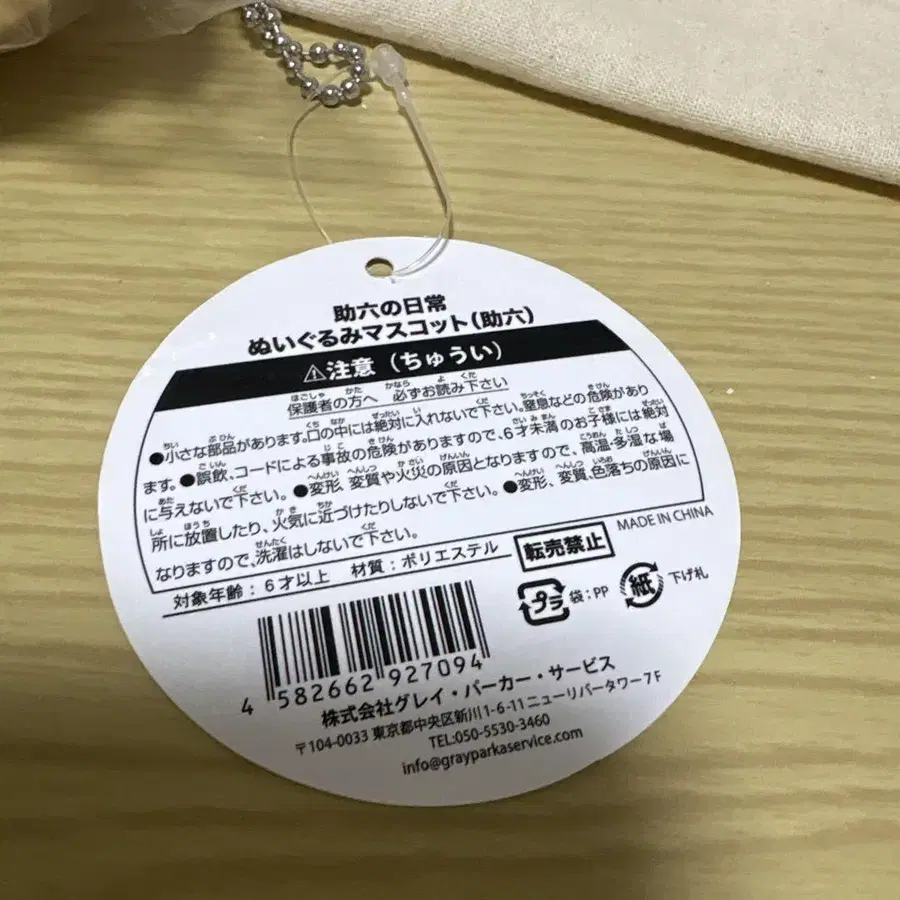 助六の日常
ぬいぐるみマスコット(助六)
⚠注意(ちゅうい)
保護者の方へ 必ずお読み下さい
●小さな部品があります。口の中には絶対に入れないで下さい。窒息などの危険があり
ます。●誤飲、コードによる事故の危険がありますので、6才未満のお子様には絶対
に与えないで下さい。●変形、変質や火災の原因となりますので、高温・多湿な場
所に放置したり、火気に近づけたりしないで下さい。●変形、変質、色落ちの原因に
なりますので、洗濯はしないで下さい。
MADE IN CHINA
対象年齢:6才以上 材質:ポリエステル
転売禁止
プラ 袋:PP 紙 下げ札
4 582662 927094
株式会社グレイ・パーカー・サービス
〒104-0033 東京都中央区新川1-6-11 ニューリバータワー7F
TEL:050-5530-3460
info@grayparkaservice.com